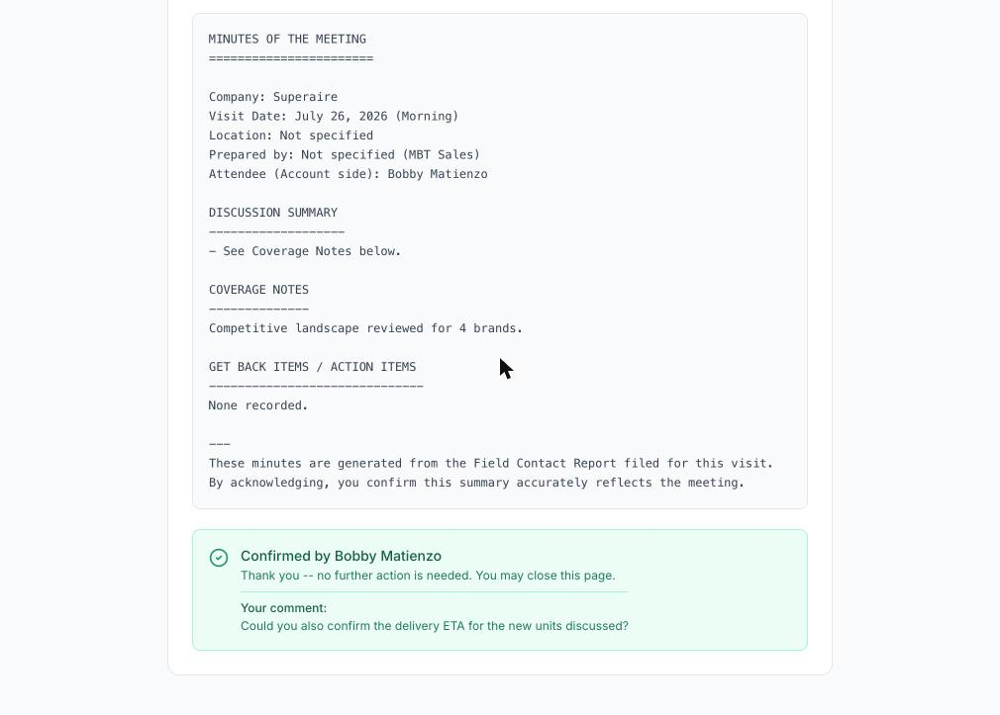 MINUTES OF THE MEETING
=======================
Company: Superaire
Visit Date: July 26, 2026 (Morning)
Location: Not specified
Prepared by: Not specified (MBT Sales)
Attendee (Account side): Bobby Matienzo
DISCUSSION SUMMARY
-------------------
- See Coverage Notes below.
COVERAGE NOTES
--------------
Competitive landscape reviewed for 4 brands.
GET BACK ITEMS / ACTION ITEMS
------------------------------
None recorded.
---
These minutes are generated from the Field Contact Report filed for this visit.
By acknowledging, you confirm this summary accurately reflects the meeting.
Confirmed by Bobby Matienzo
Thank you -- no further action is needed. You may close this page.
Your comment:
Could you also confirm the delivery ETA for the new units discussed?